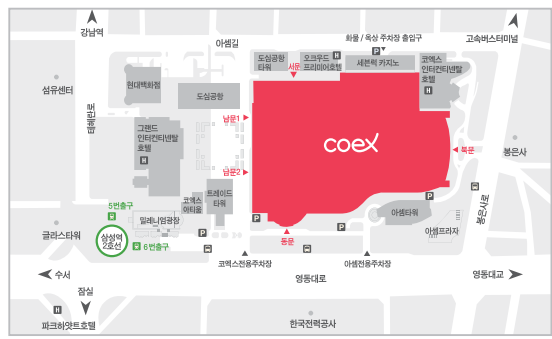 강남역
아셈길
화물 / 옥상 주차장 출입구
P
고속버스터미널
섬유센터
현대백화점
도심공항
타워
오크우드
프리미어호텔
H
세븐럭 카지노
코엑스
인터컨티넨탈
호텔
H
서문
도심공항
테헤란로
남문1
그랜드
인터컨티넨탈
호텔
H
coex
북문
봉은사
남문2
코엑스
아티움
트레이드
타워
P
아셈타워
P
봉은사로
5번출구
밀레니엄광장
P
P
아셈프라자
글라스타워
삼성역
2호선
6번출구
동문
코엑스전용주차장
아셈전용주차장
수서
영동대로
영동대교
잠실
H
파크하얏트호텔
한국전력공사